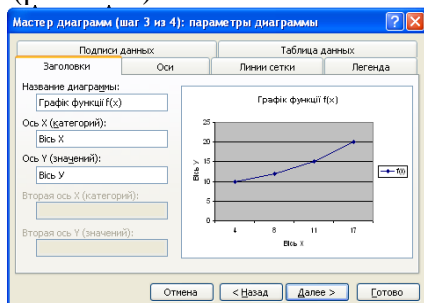 Мастер диаграмм (шаг 3 из 4): параметры диаграммы
Подписи данных
Таблица данных
Заголовки
Оси
Линии сетки
Легенда
Название диаграммы:
Графік функції f(x)
Ось X (категорий):
Вісь X
Ось Y (значений):
Вісь У
Вторая ось X (категорий):
Вторая ось Y (значений):
Графік функції f(x)
25
20
15
10
5
0
4
8
11
17
Вісь У
Вісь X
Отмена
< Назад
Далее >
Готово